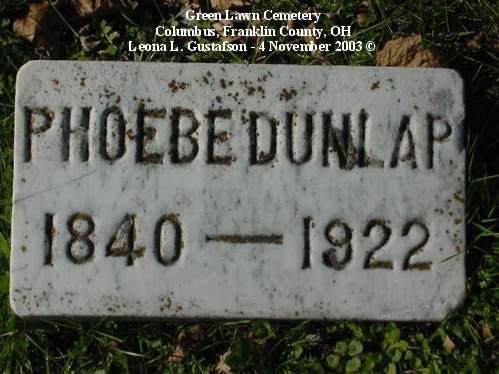 Green Lawn Cemetery
Columbus, Franklin County, OH
Leona L. Gustafson - 4 November 2003 ©
PHOEBE DUNLAP
1840 — 1922